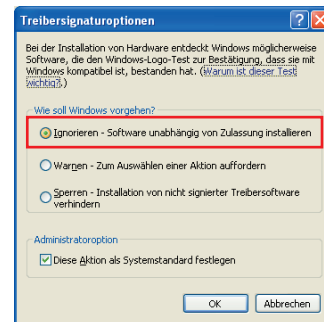 Treibersignaturoptionen
Bei der Installation von Hardware entdeckt Windows möglicherweise
Software, die den Windows-Logo-Test zur Bestätigung, dass sie mit
Windows kompatibel ist, bestanden hat. (Warum ist dieser Test
wichtig?.)
Wie soll Windows vorgehen?
Ignorieren - Software unabhängig von Zulassung installieren
Warnen - Zum Auswählen einer Aktion auffordern
Sperren - Installation von nicht signierter Treibersoftware
verhindern
Administratoroption
Diese Aktion als Systemstandard festlegen
OK Abbrechen